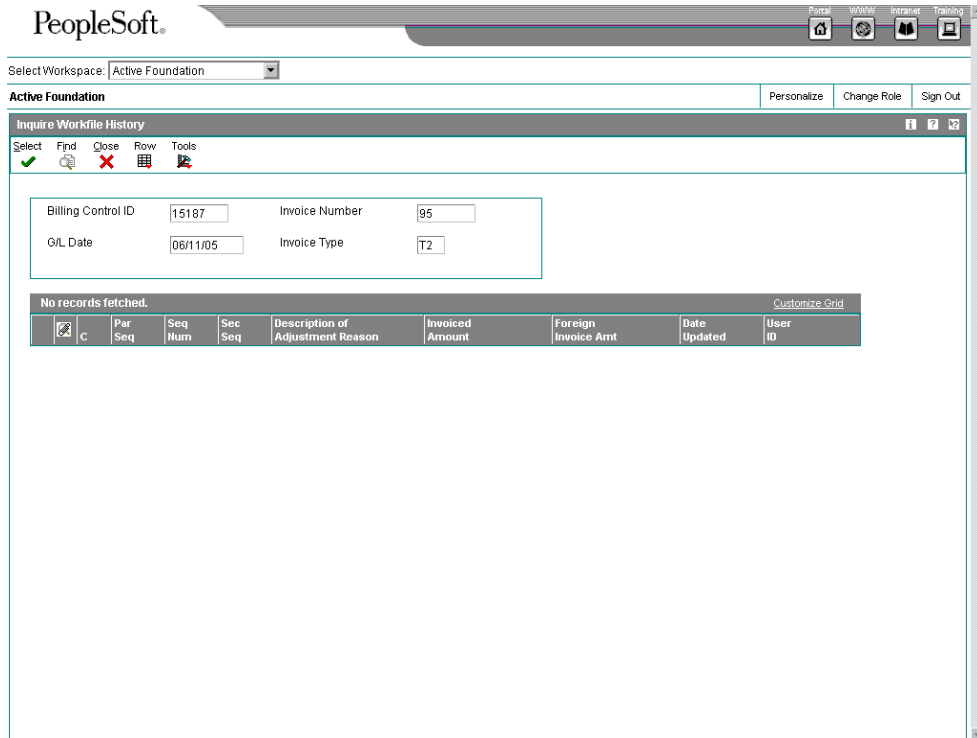 PeopleSoft.
Portal WWW Intranet Training
Select Workspace: Active Foundation
Active Foundation
Personalize Change Role Sign Out
Inquire Workfile History
Select Find Close Row Tools
Billing Control ID 15187 Invoice Number 95
G/L Date 06/11/05 Invoice Type T2
No records fetched. Customize Grid
C Par Seq Seq Num Sec Seq Description of Adjustment Reason Invoiced Amount Foreign Invoice Amt Date Updated User ID